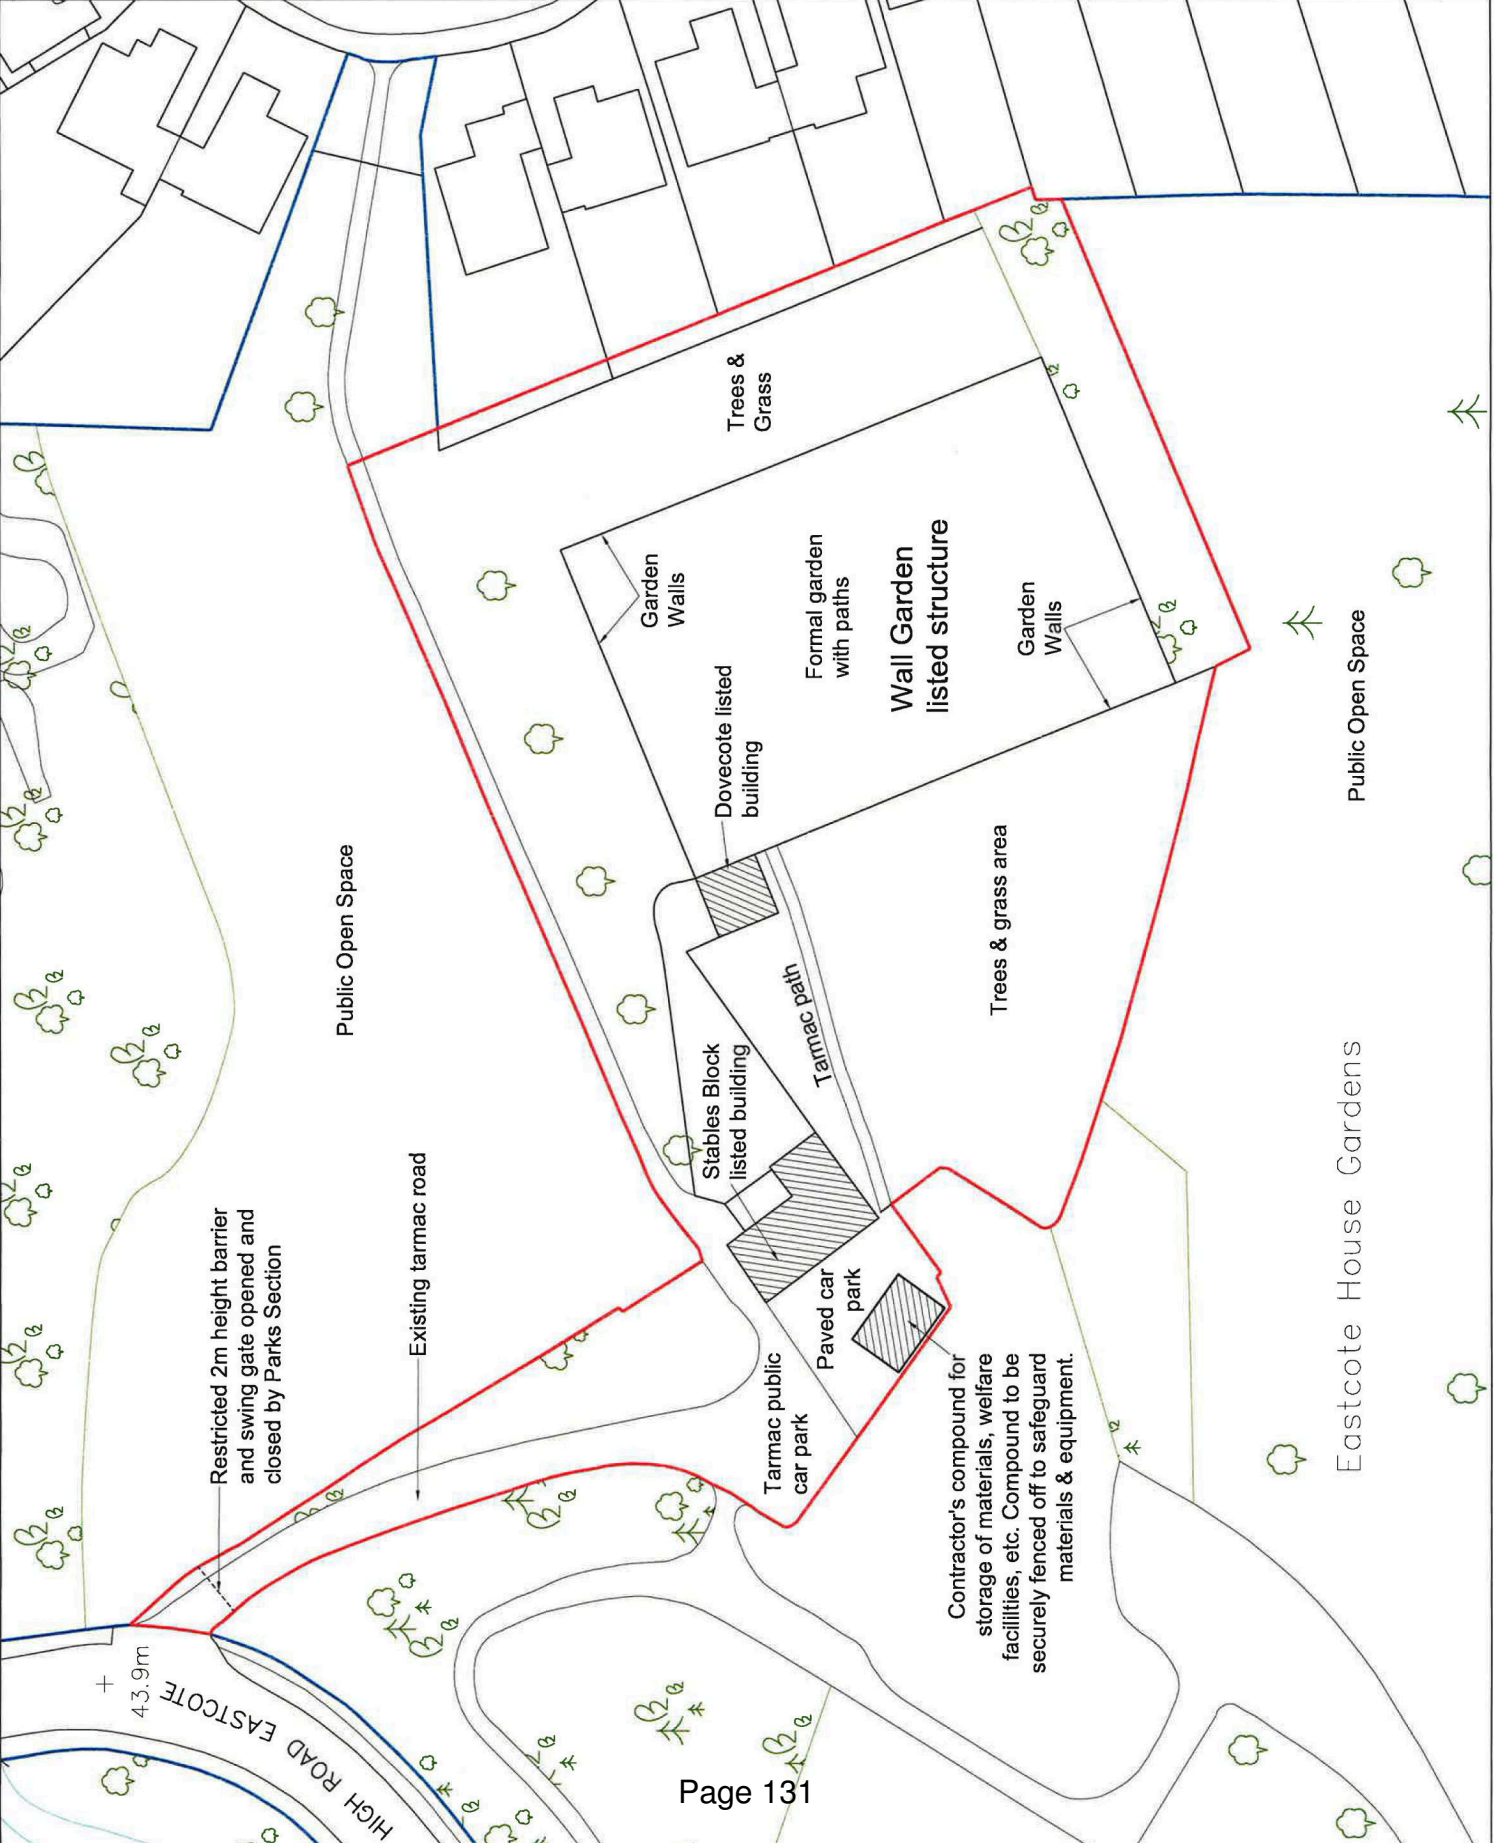 Restricted 2m height barrier
and swing gate opened and
closed by Parks Section
Public Open Space
Existing tarmac road
Trees &
Grass
Garden
Walls
Dovecote listed
building
Formal garden
with paths
Wall Garden
listed structure
Garden
Walls
Stables Block
listed building
Tarmac path
Trees & grass area
Public Open Space
Paved car
park
Tarmac public
car park
Contractor's compound for
storage of materials, welfare
facillities, etc. Compound to be
securely fenced off to safeguard
materials & equipment.
Eastcote House Gardens
43.9m
HIGH ROAD EASTCOTE
Page 131